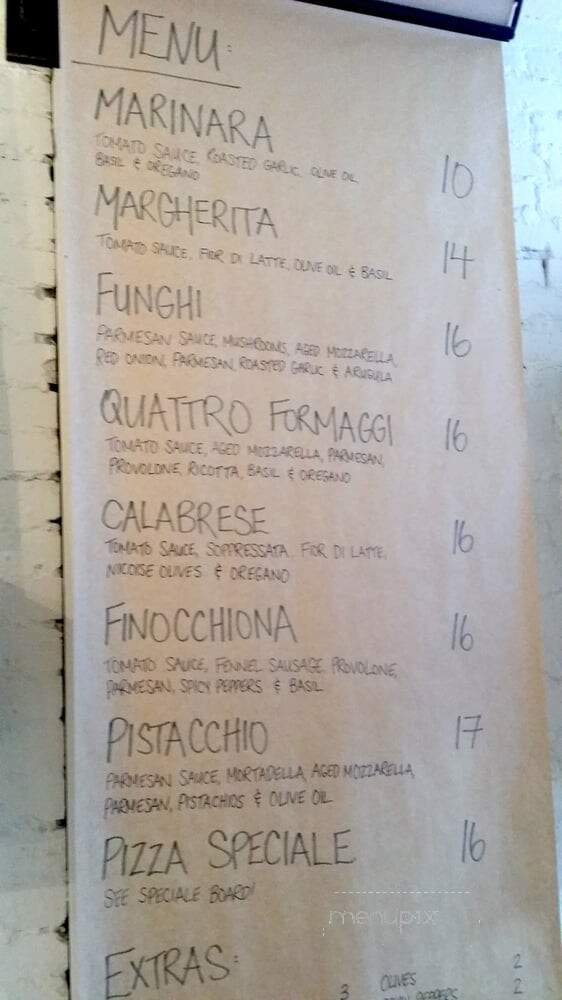 MENU:
MARINARA
TOMATO SAUCE, ROASTED GARLIC, OLIVE OIL,
BASIL & OREGANO
10
MARGHERITA
TOMATO SAUCE, FIOR DI LATTE, OLIVE OIL & BASIL
14
FUNGHI
PARMESAN SAUCE, MUSHROOMS, AGED MOZZARELLA,
RED ONION, PARMESAN, ROASTED GARLIC & ARUGULA
16
QUATTRO FORMAGGI
TOMATO SAUCE, AGED MOZZARELLA, PARMESAN,
PROVOLONE, RICOTTA, BASIL & OREGANO
16
CALABRESE
TOMATO SAUCE, SOPPRESSATA, FIOR DI LATTE,
NICOISE OLIVES & OREGANO
16
FINOCCHIONA
TOMATO SAUCE, FENNEL SAUSAGE, PROVOLONE,
PARMESAN, SPICY PEPPERS & BASIL
16
PISTACCHIO
PARMESAN SAUCE, MORTADELLA, AGED MOZZARELLA,
PARMESAN, PISTACHIOS & OLIVE OIL
17
PIZZA SPECIALE
SEE SPECIALE BOARD!
16
menupix
EXTRAS:
3
OLIVES 2
PEPPERS 2